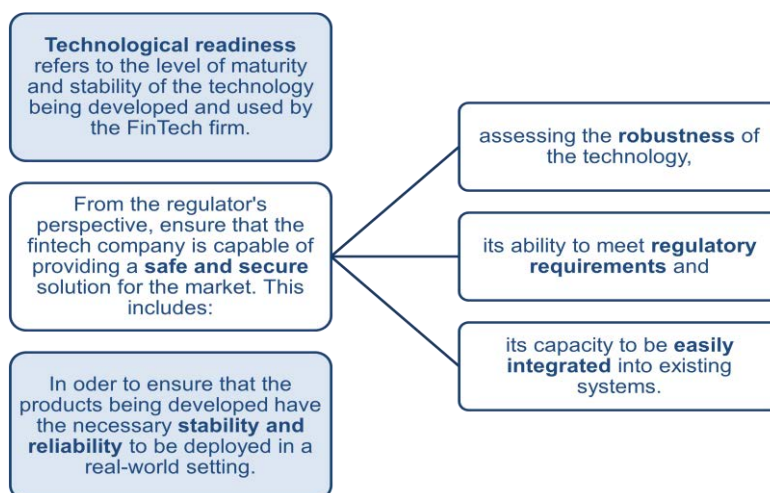 Technological readiness
refers to the level of maturity
and stability of the technology
being developed and used by
the FinTech firm.
From the regulator's
perspective, ensure that the
fintech company is capable of
providing a safe and secure
solution for the market. This
includes:
assessing the robustness of
the technology,
its ability to meet regulatory
requirements and
its capacity to be easily
integrated into existing
systems.
In oder to ensure that the
products being developed have
the necessary stability and
reliability to be deployed in a
real-world setting.